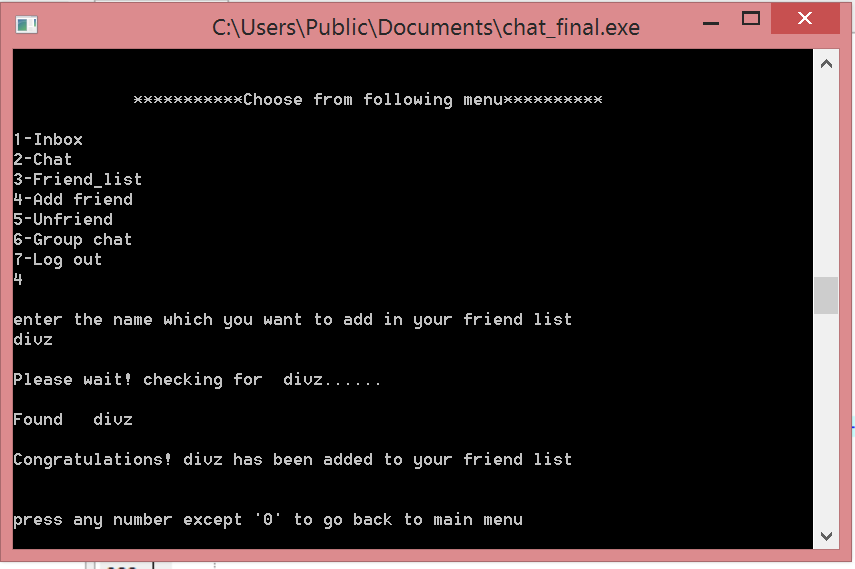 C:\Users\Public\Documents\chat_final.exe
***********Choose from following menu**********
1-Inbox
2-Chat
3-Friend_list
4-Add friend
5-Unfriend
6-Group chat
7-Log out
4
enter the name which you want to add in your friend list
divz
Please wait! checking for  divz......
Found   divz
Congratulations! divz has been added to your friend list
press any number except '0' to go back to main menu